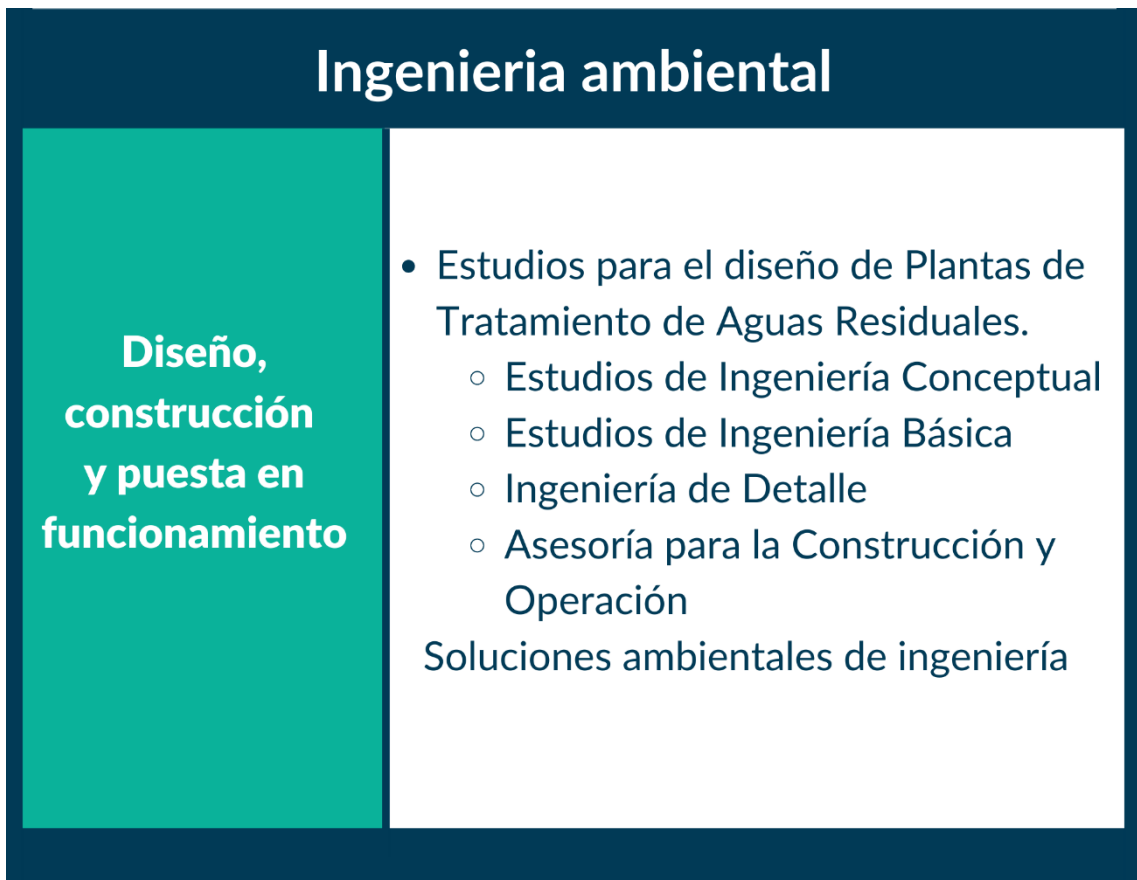 Ingenieria ambiental
Diseño,
construcción
y puesta en
funcionamiento
• Estudios para el diseño de Plantas de
Tratamiento de Aguas Residuales.
◦ Estudios de Ingeniería Conceptual
◦ Estudios de Ingeniería Básica
◦ Ingeniería de Detalle
◦ Asesoría para la Construcción y
Operación
Soluciones ambientales de ingeniería